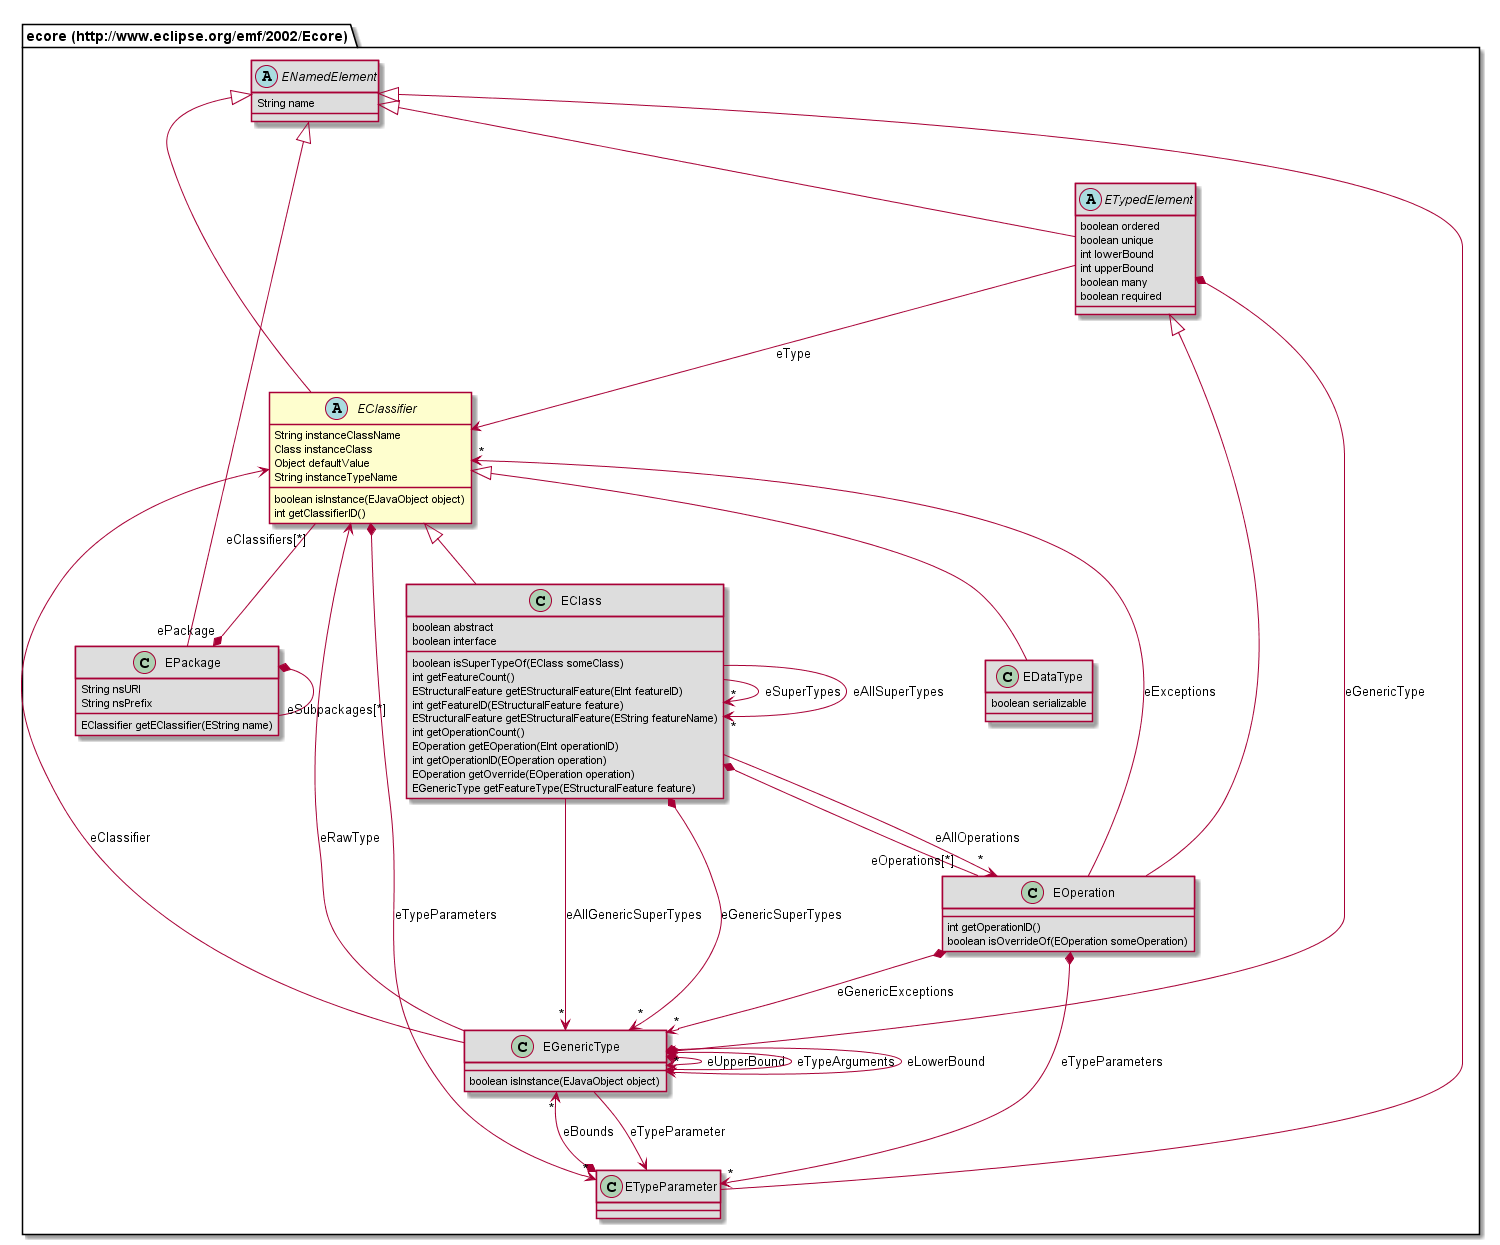 ecore (http://www.eclipse.org/emf/2002/Ecore)
A ENamedElement
String name
A ETypedElement
boolean ordered
boolean unique
int lowerBound
int upperBound
boolean many
boolean required
eType
A EClassifier
String instanceClassName
Class instanceClass
Object defaultValue
String instanceTypeName
boolean isInstance(EJavaObject object)
int getClassifierID()
*
eClassifiers[*]
ePackage
C EPackage
String nsURI
String nsPrefix
EClassifier getEClassifier(EString name)
eSubpackages[*]
C EClass
boolean abstract
boolean interface
boolean isSuperTypeOf(EClass someClass)
int getFeatureCount()
EStructuralFeature getEStructuralFeature(EInt featureID)
int getFeatureID(EStructuralFeature feature)
EStructuralFeature getEStructuralFeature(EString featureName)
int getOperationCount()
EOperation getEOperation(EInt operationID)
int getOperationID(EOperation operation)
EOperation getOverride(EOperation operation)
EGenericType getFeatureType(EStructuralFeature feature)
*
eSuperTypes
eAllSuperTypes
*
C EDataType
boolean serializable
eExceptions
eGenericType
eClassifier
eRawType
eAllOperations
eOperations[*]
*
C EOperation
int getOperationID()
boolean isOverrideOf(EOperation someOperation)
eTypeParameters
eAllGenericSuperTypes
eGenericSuperTypes
eGenericExceptions
*
*
*
C EGenericType
boolean isInstance(EJavaObject object)
*
eUpperBound
eTypeArguments
eLowerBound
eTypeParameters
*
eBounds
eTypeParameter
*
*
C ETypeParameter